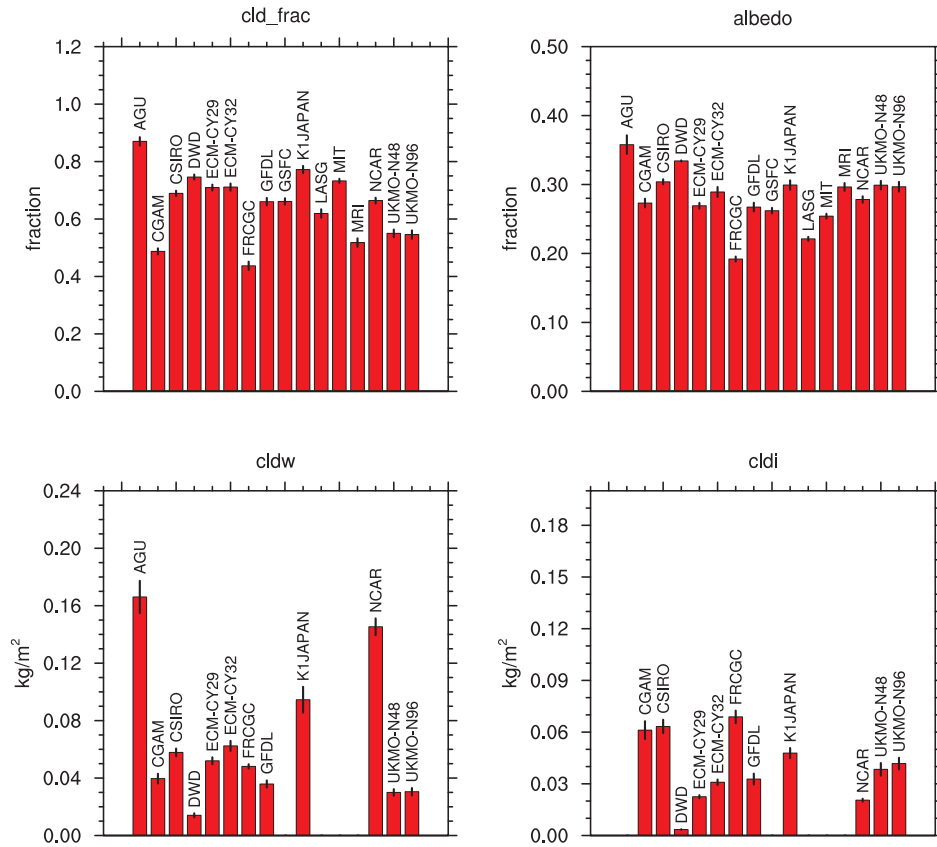 cld_frac
1.2
1.0
0.8
0.6
0.4
0.2
0.0
fraction
AGU
CGAM
CSIRO
DWD
ECM-CY29
ECM-CY32
FRCGC
GFDL
GSFC
K1JAPAN
LASG
MIT
MRI
NCAR
UKMO-N48
UKMO-N96
albedo
0.50
0.40
0.30
0.20
0.10
0.00
fraction
AGU
CGAM
CSIRO
DWD
ECM-CY29
ECM-CY32
FRCGC
GFDL
GSFC
K1JAPAN
LASG
MIT
MRI
NCAR
UKMO-N48
UKMO-N96
cldw
0.24
0.20
0.16
0.12
0.08
0.04
0.00
kg/m²
AGU
CGAM
CSIRO
DWD
ECM-CY29
ECM-CY32
FRCGC
GFDL
K1JAPAN
NCAR
UKMO-N48
UKMO-N96
cldi
0.18
0.15
0.12
0.09
0.06
0.03
0.00
kg/m²
CGAM
CSIRO
DWD
ECM-CY29
ECM-CY32
FRCGC
GFDL
K1JAPAN
NCAR
UKMO-N48
UKMO-N96